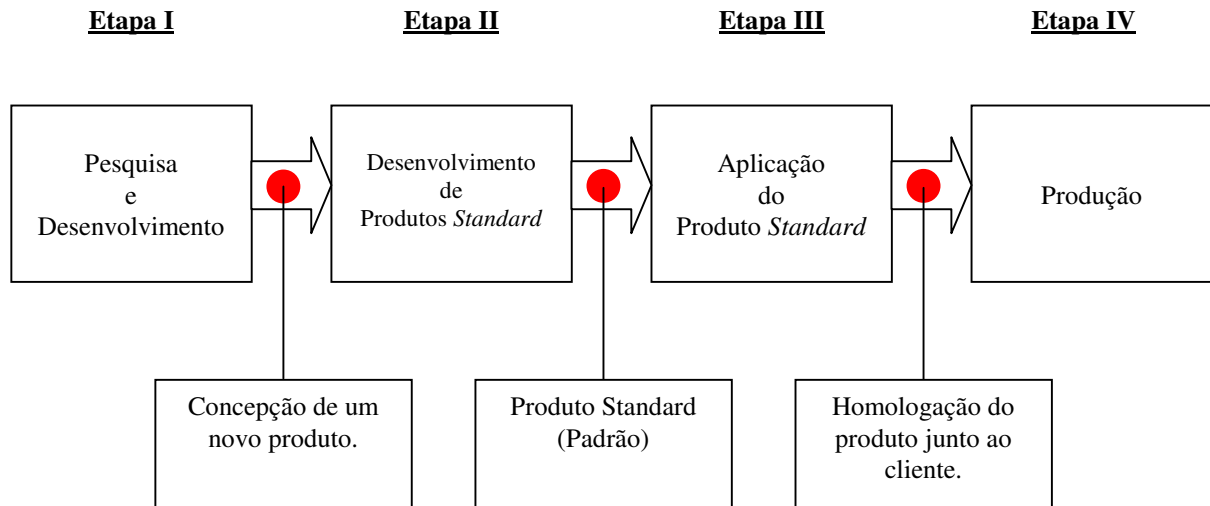 Etapa I
Etapa II
Etapa III
Etapa IV
Pesquisa
e
Desenvolvimento
Desenvolvimento
de
Produtos Standard
Aplicação
do
Produto Standard
Produção
Concepção de um
novo produto.
Produto Standard
(Padrão)
Homologação do
produto junto ao
cliente.